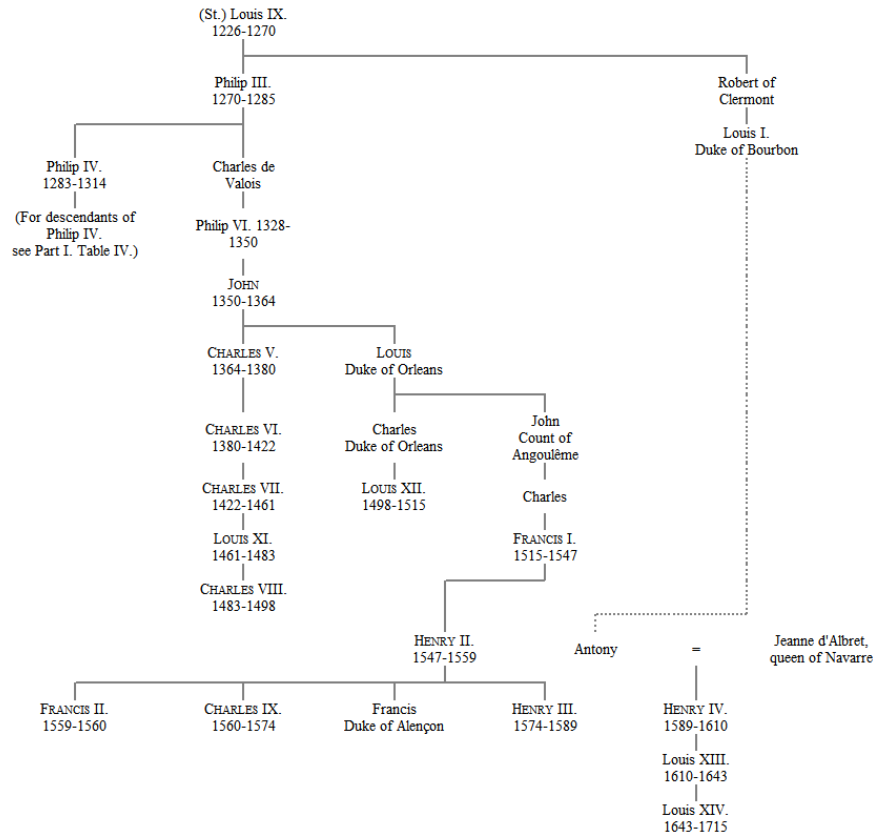 (St.) Louis IX.
1226-1270
Philip III.
1270-1285
Robert of
Clermont
Louis I.
Duke of Bourbon
Philip IV.
1283-1314
Charles de
Valois
(For descendants of
Philip IV.
see Part I. Table IV.)
Philip VI. 1328-
1350
JOHN
1350-1364
CHARLES V.
1364-1380
LOUIS
Duke of Orleans
CHARLES VI.
1380-1422
Charles
Duke of Orleans
John
Count of
Angoulême
CHARLES VII.
1422-1461
LOUIS XII.
1498-1515
Charles
LOUIS XI.
1461-1483
FRANCIS I.
1515-1547
CHARLES VIII.
1483-1498
HENRY II.
1547-1559
Antony
=
Jeanne d'Albret,
queen of Navarre
FRANCIS II.
1559-1560
CHARLES IX.
1560-1574
Francis
Duke of Alençon
HENRY III.
1574-1589
HENRY IV.
1589-1610
Louis XIII.
1610-1643
Louis XIV.
1643-1715